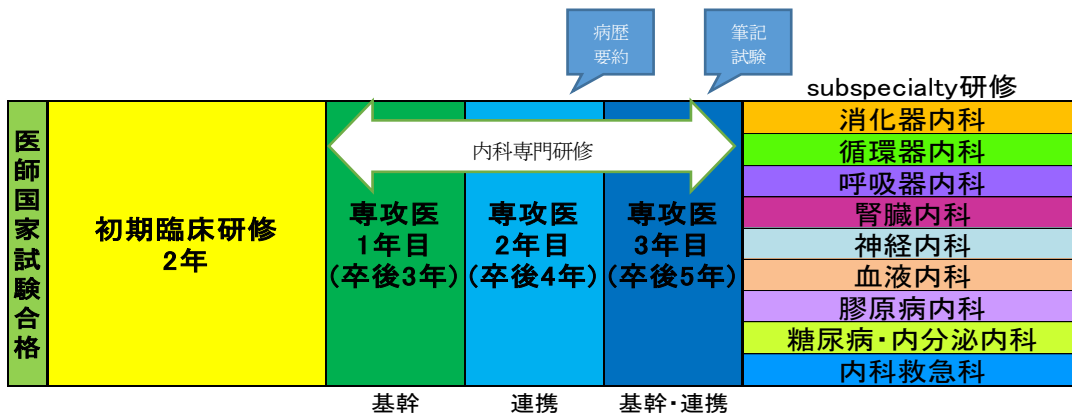 病歴
要約
筆記
試験
subspecialty研修
医師国家試験合格
初期臨床研修
2年
内科専門研修
専攻医
1年目
(卒後3年)
専攻医
2年目
(卒後4年)
専攻医
3年目
(卒後5年)
消化器内科
循環器内科
呼吸器内科
腎臓内科
神経内科
血液内科
膠原病内科
糖尿病・内分泌内科
内科救急科
基幹
連携
基幹・連携